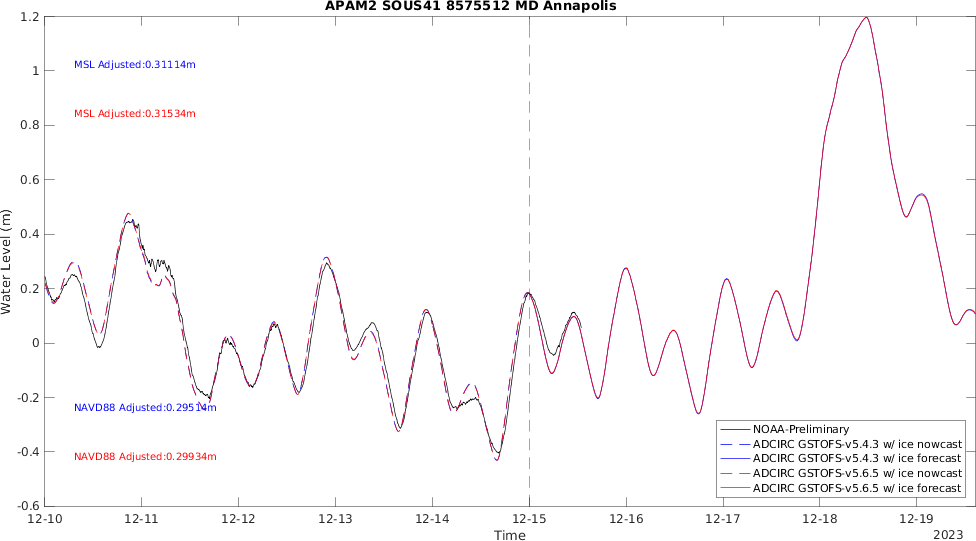 APAM2 SOUS41 8575512 MD Annapolis
1.2
1
0.8
0.6
0.4
0.2
0
-0.2
-0.4
-0.6
Water Level (m)
MSL Adjusted:0.31114m
MSL Adjusted:0.31534m
NAVD88 Adjusted:0.29514m
NAVD88 Adjusted:0.29934m
NOAA-Preliminary
ADCIRC GSTOFS-v5.4.3 w/ ice nowcast
ADCIRC GSTOFS-v5.4.3 w/ ice forecast
ADCIRC GSTOFS-v5.6.5 w/ ice nowcast
ADCIRC GSTOFS-v5.6.5 w/ ice forecast
12-10 12-11 12-12 12-13 12-14 12-15 12-16 12-17 12-18 12-19
Time
2023